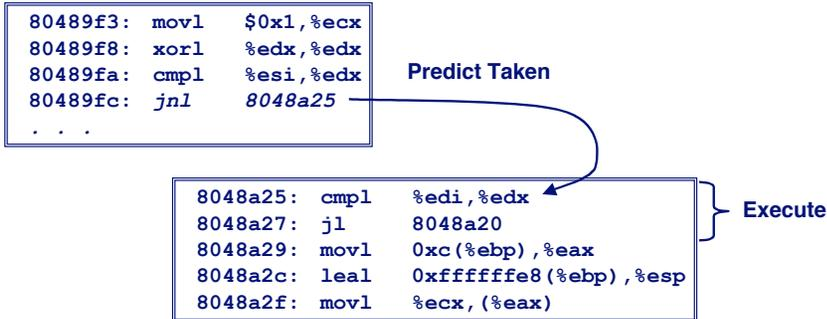 80489f3: movl $0x1,%ecx
80489f8: xorl %edx,%edx
80489fa: cmpl %esi,%edx
80489fc: jnl 8048a25
. . .
Predict Taken
8048a25: cmpl %edi,%edx
8048a27: jl 8048a20
8048a29: movl 0xc(%ebp),%eax
8048a2c: leal 0xffffffe8(%ebp),%esp
8048a2f: movl %ecx,(%eax)
Execute